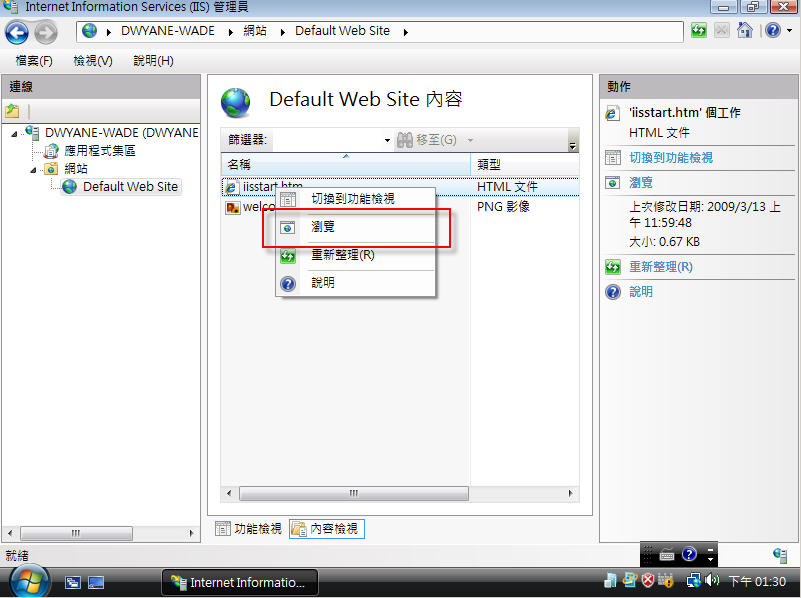 Internet Information Services (IIS) 管理員
DWYANE-WADE
網站
Default Web Site
檔案(F) 檢視(V) 說明(H)
連線
DWYANE-WADE (DWYANE
應用程式集區
網站
Default Web Site
Default Web Site 內容
篩選器:
移至(G)
名稱 類型
iisstart.htm HTML 文件
welco PNG 影像
切換到功能檢視
瀏覽
重新整理(R)
說明
功能檢視 內容檢視
動作
'iisstart.htm' 個工作
HTML 文件
切換到功能檢視
瀏覽
上次修改日期: 2009/3/13 上
午 11:59:48
大小: 0.67 KB
重新整理(R)
說明
就緒
Internet Informatio...
下午 01:30